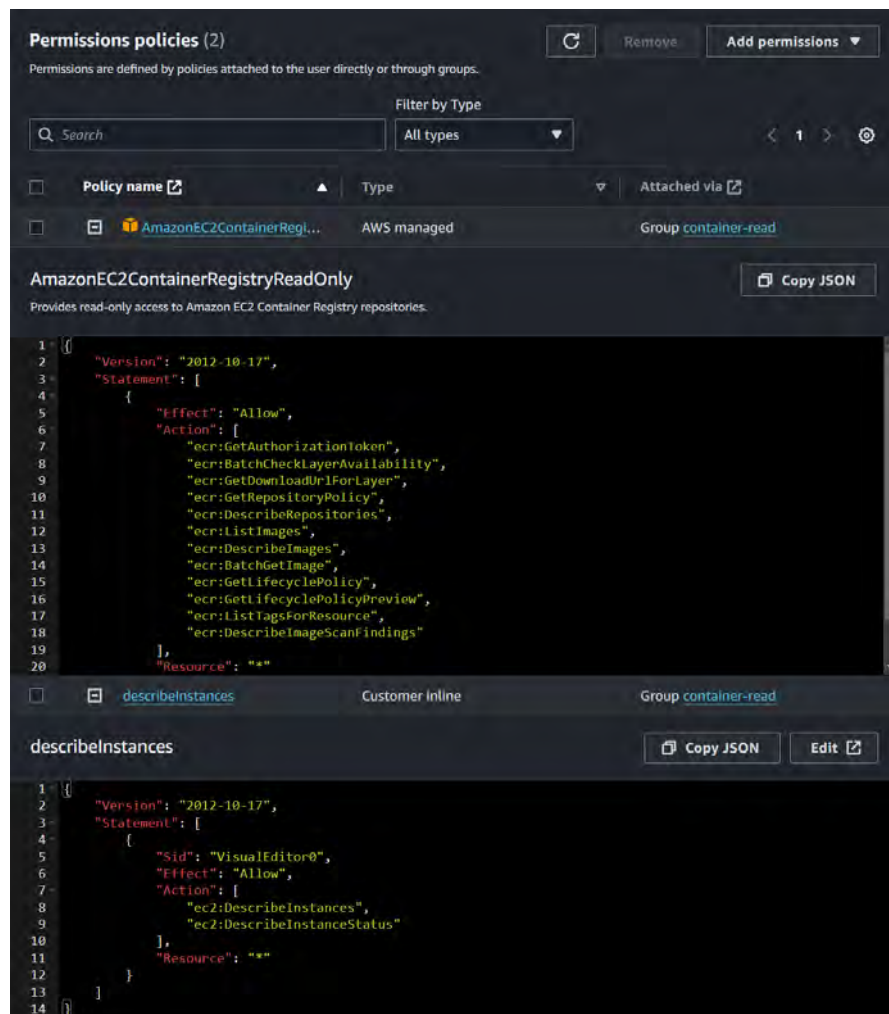 Permissions policies (2)
Remove
Add permissions
Permissions are defined by policies attached to the user directly or through groups.
Filter by Type
Search
All types
1
Policy name
Type
Attached via
AmazonEC2ContainerRegi...
AWS managed
Group container-read
AmazonEC2ContainerRegistryReadOnly
Copy JSON
Provides read-only access to Amazon EC2 Container Registry repositories.
1 {
2 "Version": "2012-10-17",
3 "Statement": [
4 {
5 "Effect": "Allow",
6 "Action": [
7 "ecr:GetAuthorizationToken",
8 "ecr:BatchCheckLayerAvailability",
9 "ecr:GetDownloadUrlForLayer",
10 "ecr:GetRepositoryPolicy",
11 "ecr:DescribeRepositories",
12 "ecr:ListImages",
13 "ecr:DescribeImages",
14 "ecr:BatchGetImage",
15 "ecr:GetLifecyclePolicy",
16 "ecr:GetLifecyclePolicyPreview",
17 "ecr:ListTagsForResource",
18 "ecr:DescribeImageScanFindings"
19 ],
20 "Resource": "*"
describeInstances
Customer inline
Group container-read
describeInstances
Copy JSON
Edit
1 {
2 "Version": "2012-10-17",
3 "Statement": [
4 {
5 "Sid": "VisualEditor0",
6 "Effect": "Allow",
7 "Action": [
8 "ec2:DescribeInstances",
9 "ec2:DescribeInstanceStatus"
10 ],
11 "Resource": "*"
12 }
13 ]
14 }